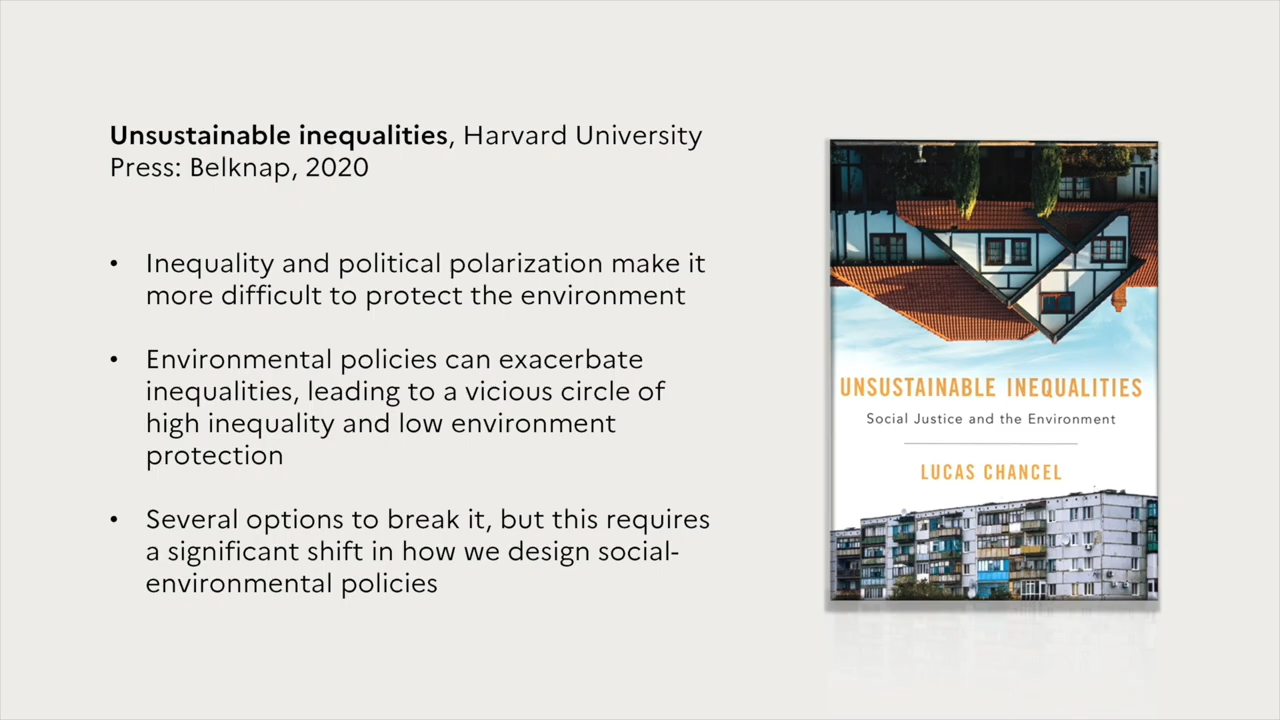 Unsustainable inequalities, Harvard University
Press: Belknap, 2020
• Inequality and political polarization make it
more difficult to protect the environment
• Environmental policies can exacerbate
inequalities, leading to a vicious circle of
high inequality and low environment
protection
• Several options to break it, but this requires
a significant shift in how we design social-
environmental policies
UNSUSTAINABLE INEQUALITIES
Social Justice and the Environment
LUCAS CHANCEL